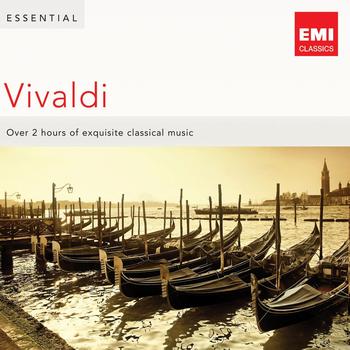 ESSENTIAL
EMI
CLASSICS
Vivaldi
Over 2 hours of exquisite classical music